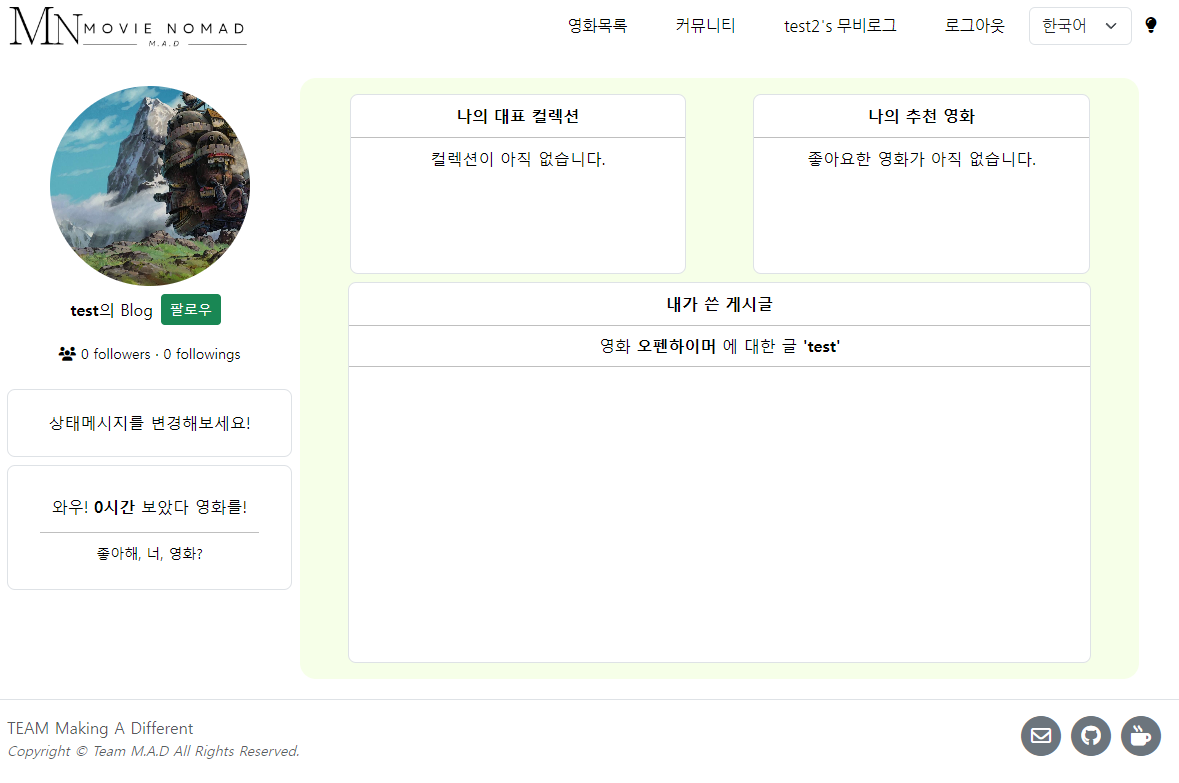 MN MOVIE NOMAD
M.A.D
영화목록 커뮤니티 test2's 무비로그 로그아웃 한국어
test의 Blog 팔로우
0 followers · 0 followings
상태메시지를 변경해보세요!
와우! 0시간 보았다 영화를!
좋아해, 너, 영화?
나의 대표 컬렉션
컬렉션이 아직 없습니다.
나의 추천 영화
좋아요한 영화가 아직 없습니다.
내가 쓴 게시글
영화 오펜하이머 에 대한 글 'test'
TEAM Making A Different
Copyright © Team M.A.D All Rights Reserved.